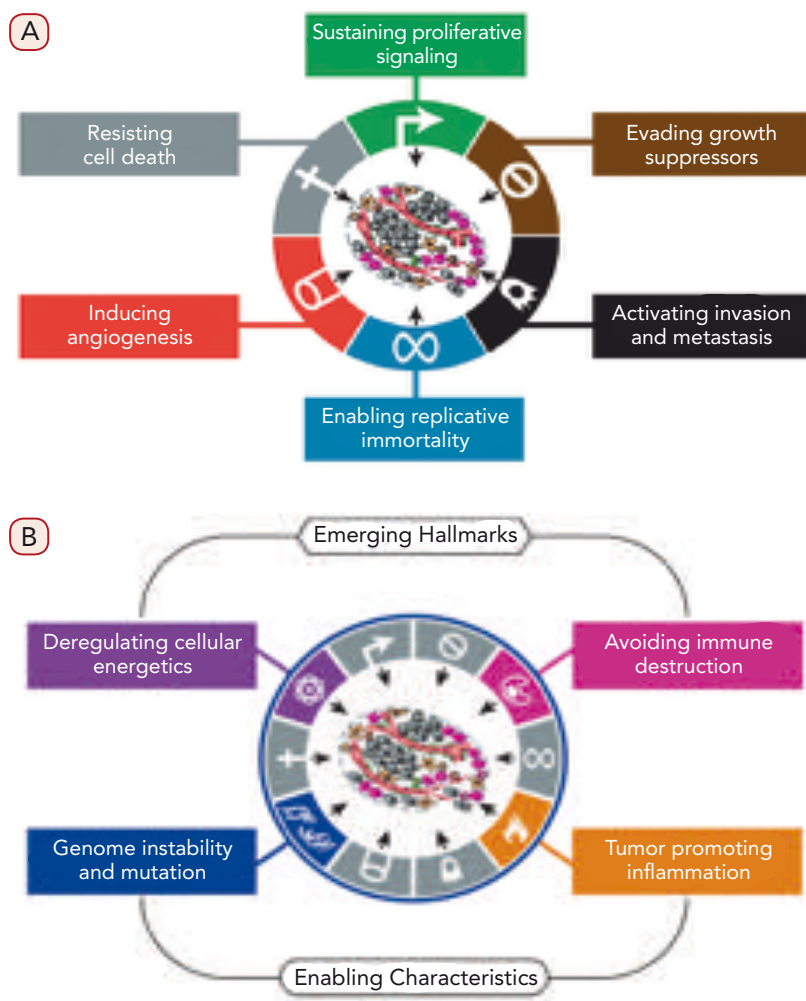 A
Sustaining proliferative
signaling
Resisting
cell death
Evading growth
suppressors
Inducing
angiogenesis
Activating invasion
and metastasis
Enabling replicative
immortality
B
Emerging Hallmarks
Deregulating cellular
energetics
Avoiding immune
destruction
Genome instability
and mutation
Tumor promoting
inflammation
Enabling Characteristics